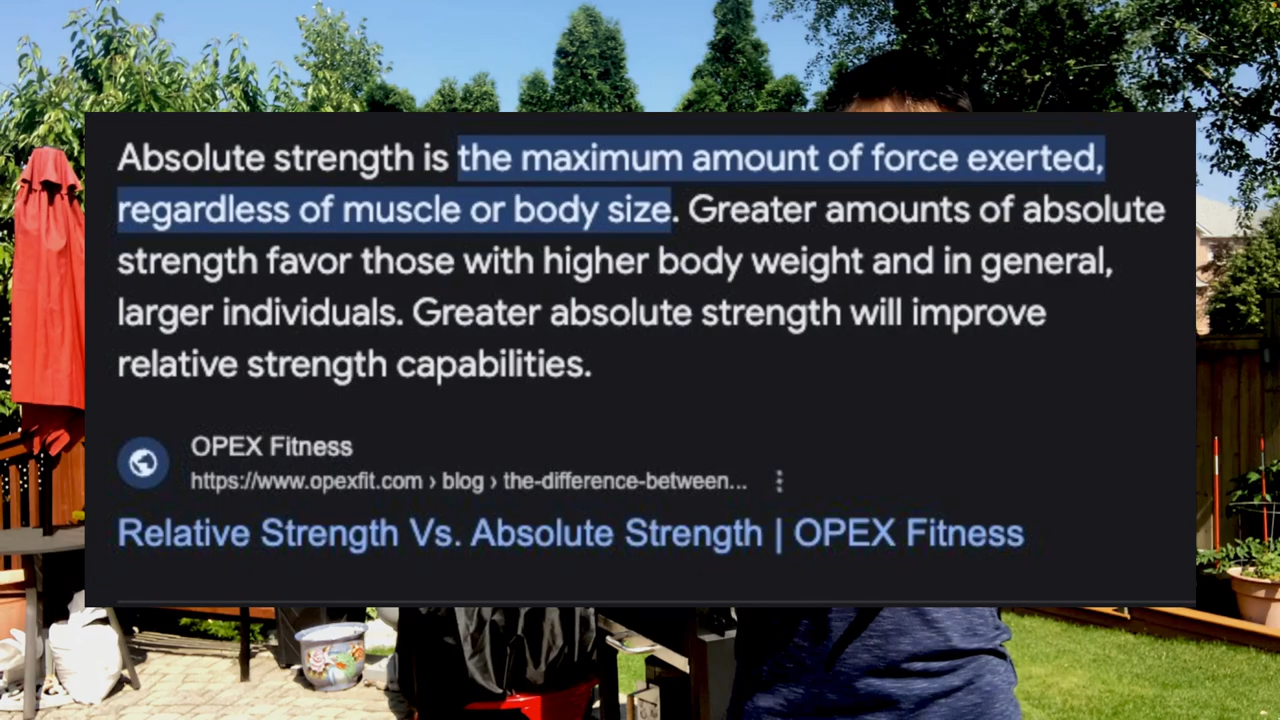 Absolute strength is the maximum amount of force exerted,
regardless of muscle or body size. Greater amounts of absolute
strength favor those with higher body weight and in general,
larger individuals. Greater absolute strength will improve
relative strength capabilities.
OPEX Fitness
https://www.opexfit.com › blog › the-difference-between...
Relative Strength Vs. Absolute Strength | OPEX Fitness